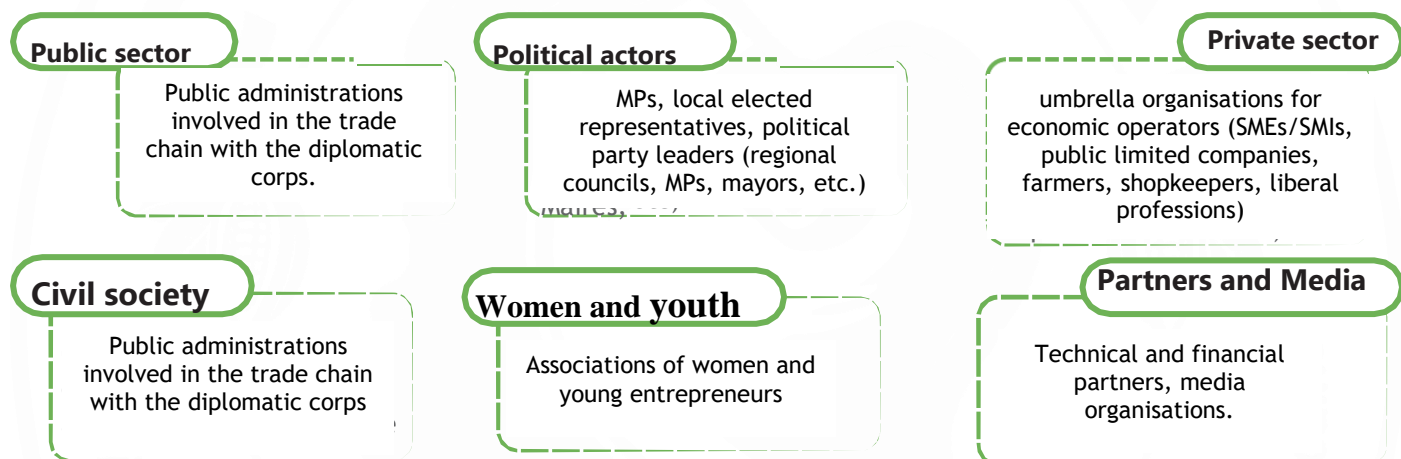 Public sector
Public administrations
involved in the trade
chain with the diplomatic
corps.
Political actors
MPs, local elected
representatives, political
party leaders (regional
councils, MPs, mayors, etc.)
Maires,
Private sector
umbrella organisations for
economic operators (SMEs/SMIs,
public limited companies,
farmers, shopkeepers, liberal
professions)
Civil society
Public administrations
involved in the trade chain
with the diplomatic corps
Women and youth
Associations of women and
young entrepreneurs
Partners and Media
Technical and financial
partners, media
organisations.